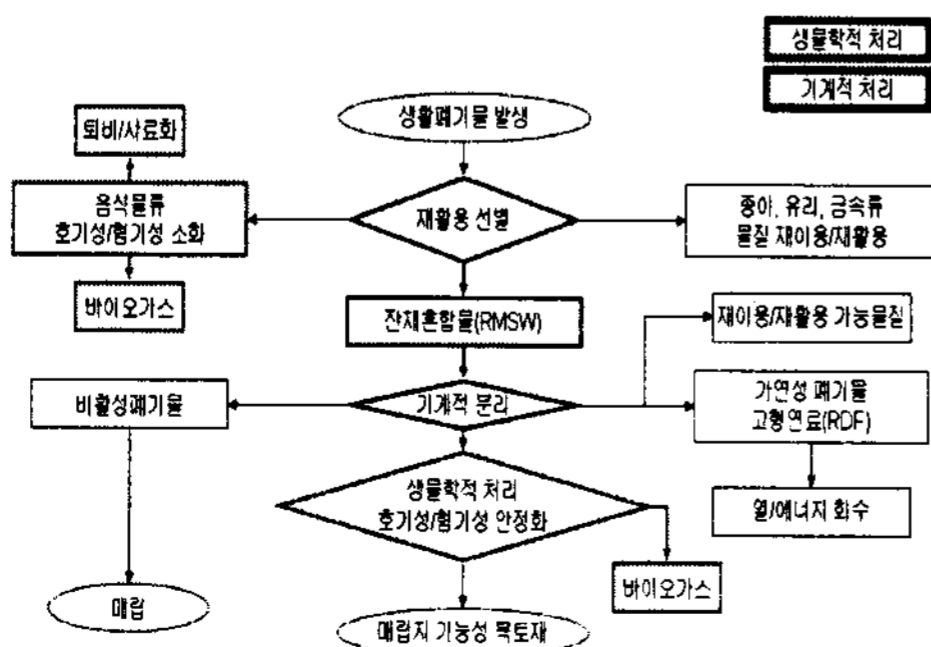 생물학적 처리
기계적 처리
생활폐기물 발생
퇴비/사료화
음식물류
호기성/혐기성 소화
재활용 선별
종이, 유리, 금속류
물질 재이용/재활용
바이오가스
잔재혼합물(RMSW)
재이용/재활용 가능물질
비활성폐기물
기계적 분리
가연성 폐기물
고형연료(RDF)
생물학적 처리
호기성/혐기성 안정화
열/에너지 회수
바이오가스
매립
매립지 기능성 복토재